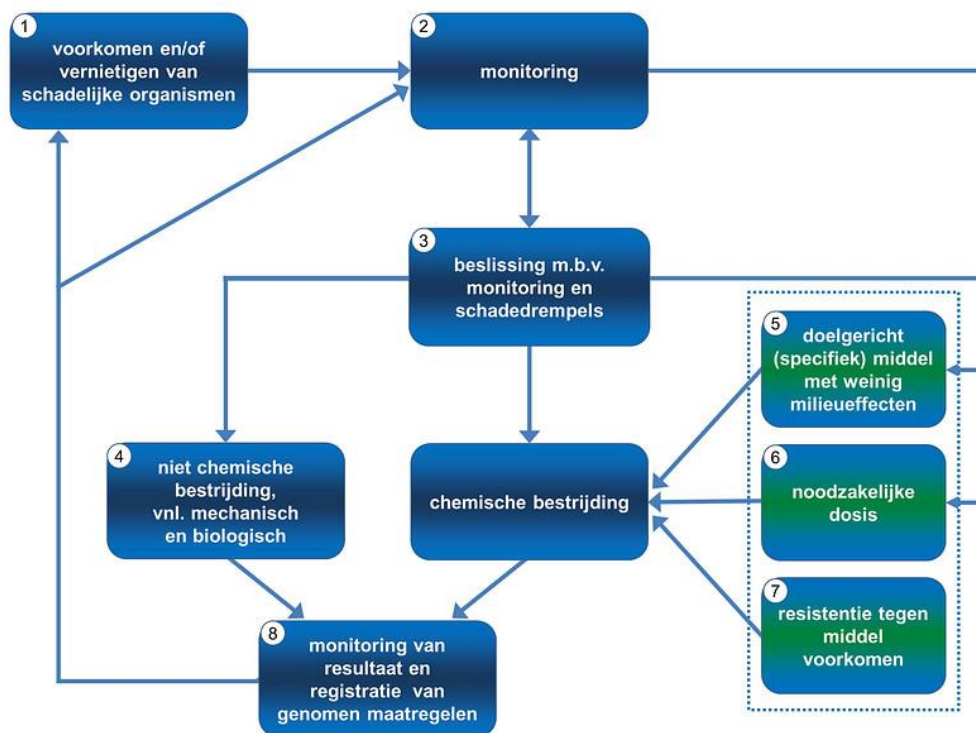 1
voorkomen en/of
vernietigen van
schadelijke organismen
2
monitoring
3
beslissing m.b.v.
monitoring en
schadedrempels
4
niet chemische
bestrijding,
vnl. mechanisch
en biologisch
chemische bestrijding
5
doelgericht
(specifiek) middel
met weinig
milieueffecten
6
noodzakelijke
dosis
7
resistentie tegen
middel
voorkomen
8
monitoring van
resultaat en
registratie van
genomen maatregelen